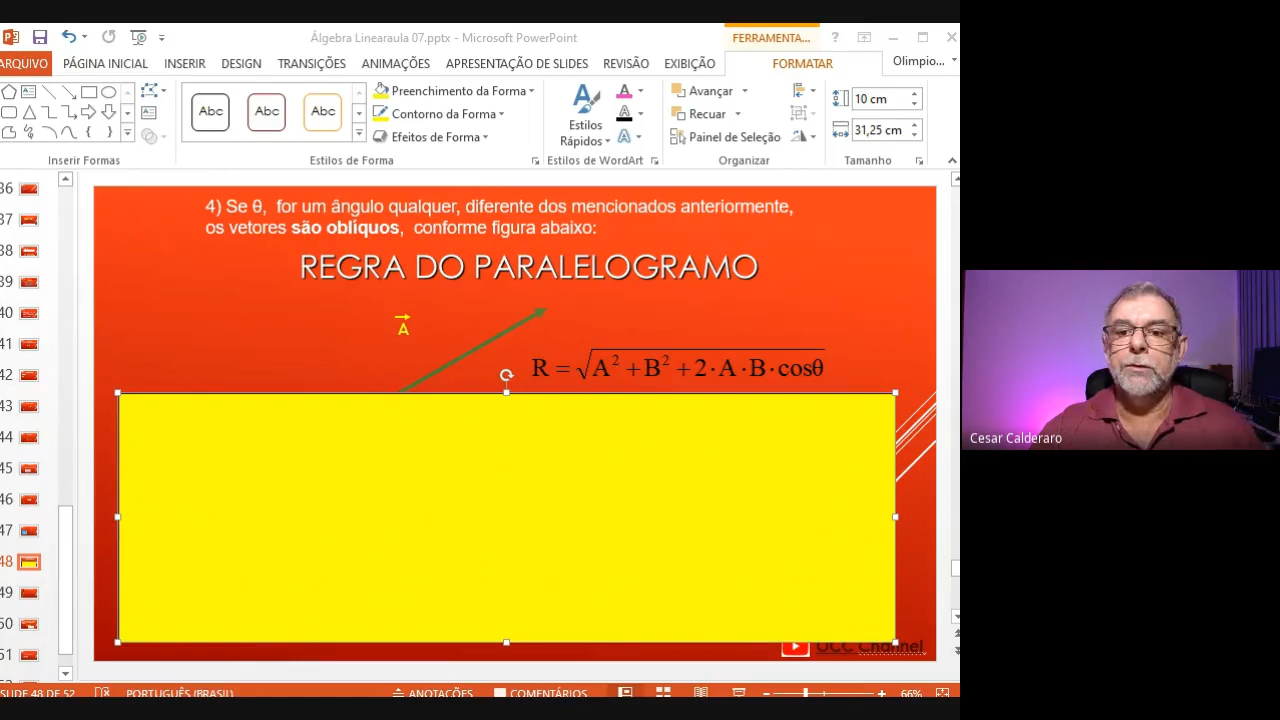 Álgebra Linearaula 07.pptx - Microsoft PowerPoint
FERRAMENTA...
?
ARQUIVO
PÁGINA INICIAL
INSERIR
DESIGN
TRANSIÇÕES
ANIMAÇÕES
APRESENTAÇÃO DE SLIDES
REVISÃO
EXIBIÇÃO
FORMATAR
Olimpio...
Abc
Abc
Abc
Preenchimento da Forma
Contorno da Forma
Efeitos de Forma
Estilos
Rápidos
Avançar
Recuar
Painel de Seleção
10 cm
31,25 cm
Inserir Formas
Estilos de Forma
Estilos de WordArt
Organizar
Tamanho
36
37
38
39
40
41
42
43
44
45
46
47
48
49
50
51
4) Se θ, for um ângulo qualquer, diferente dos mencionados anteriormente,
os vetores são oblíquos, conforme figura abaixo:
REGRA DO PARALELOGRAMO
A
R = √A² + B² + 2 · A · B · cosθ
UCC Channel
Cesar Calderaro
SLIDE 48 DE 52
PORTUGUÊS (BRASIL)
ANOTAÇÕES
COMENTÁRIOS
66%